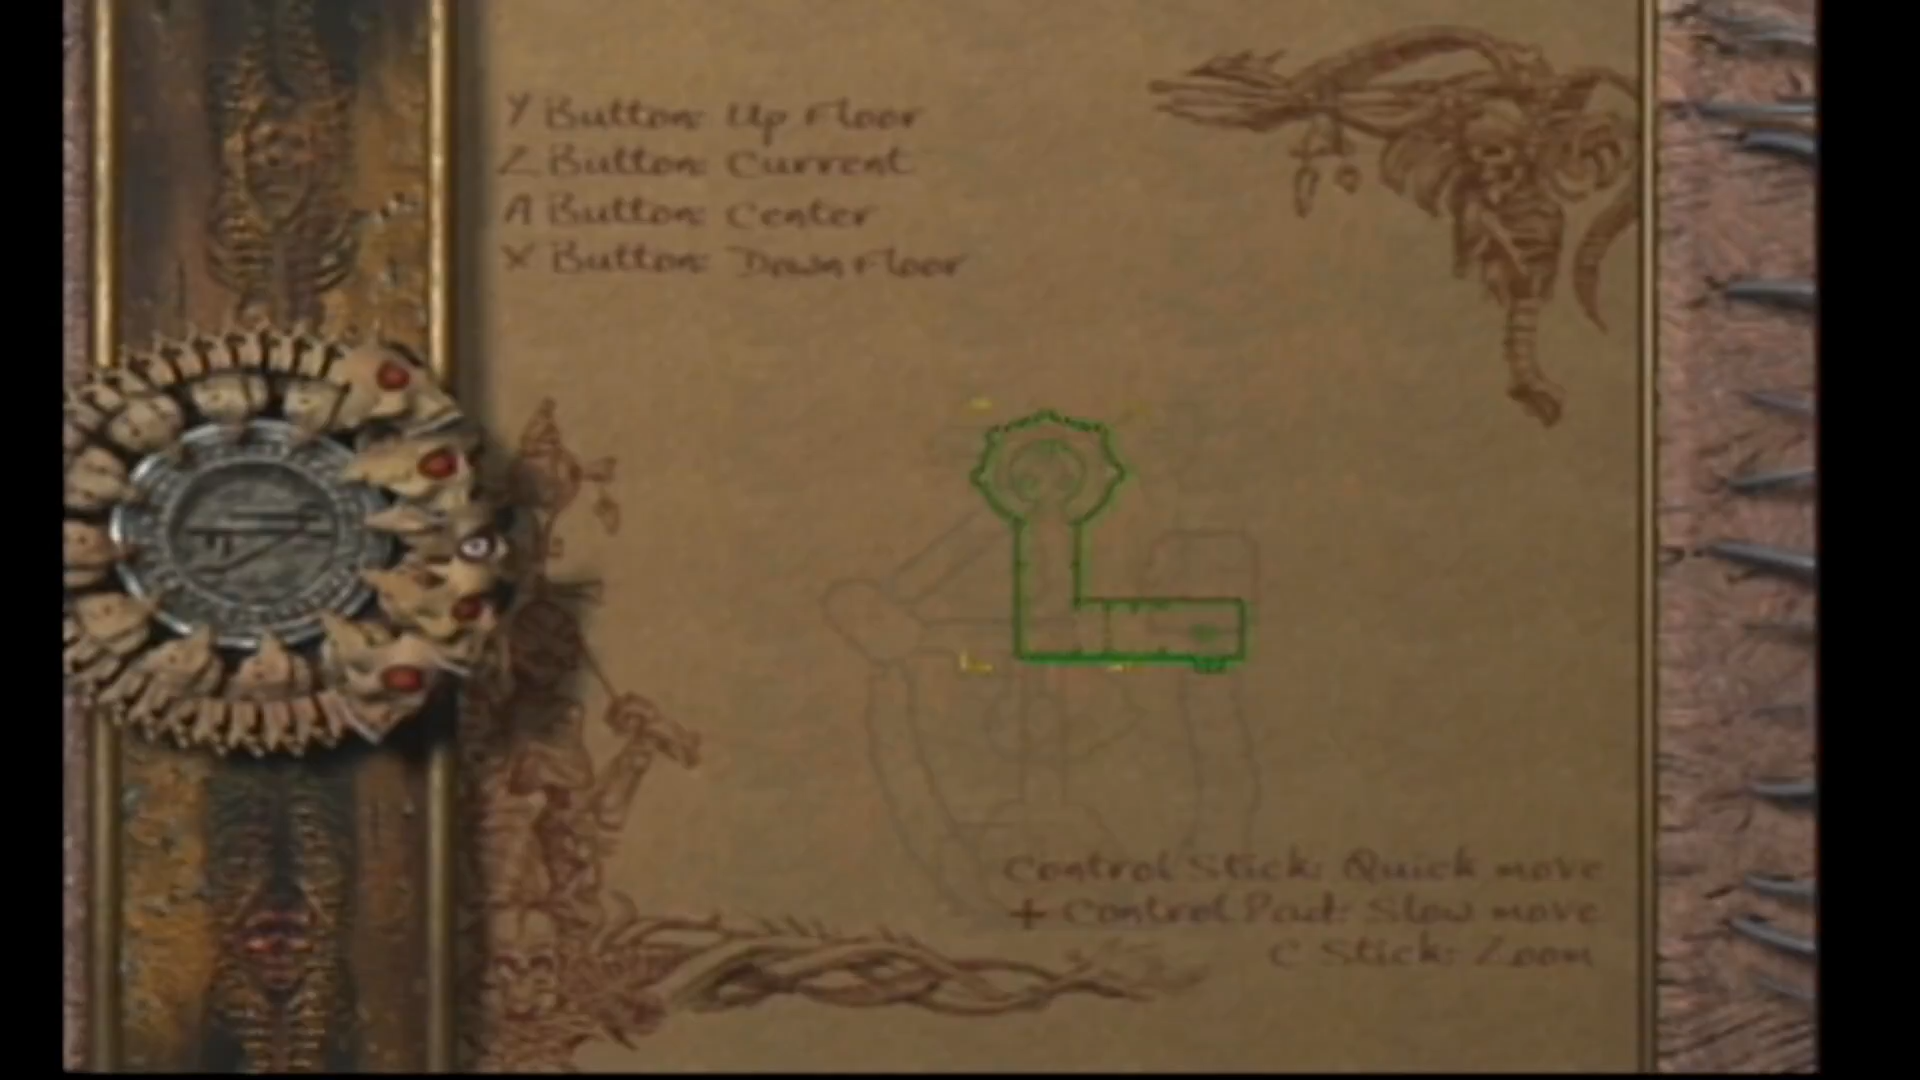 Y Button: Up Floor
Z Button: Current
A Button: Center
X Button: Down Floor
Control Stick: Quick move
+ Control Pad: Slow move
C Stick: Zoom